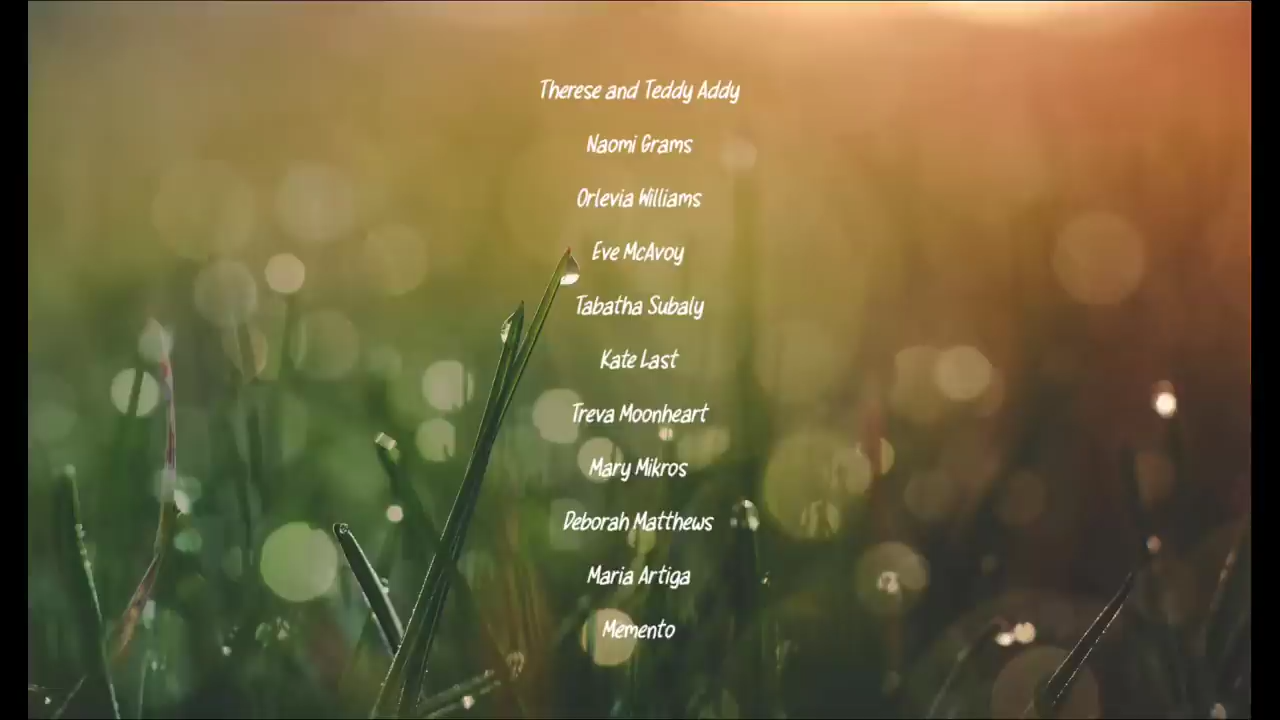 Therese and Teddy Addy
Naomi Grams
Orlevia Williams
Eve McAvoy
Tabatha Subaly
Kate Last
Treva Moonheart
Mary Mikros
Deborah Matthews
Maria Artiga
Memento